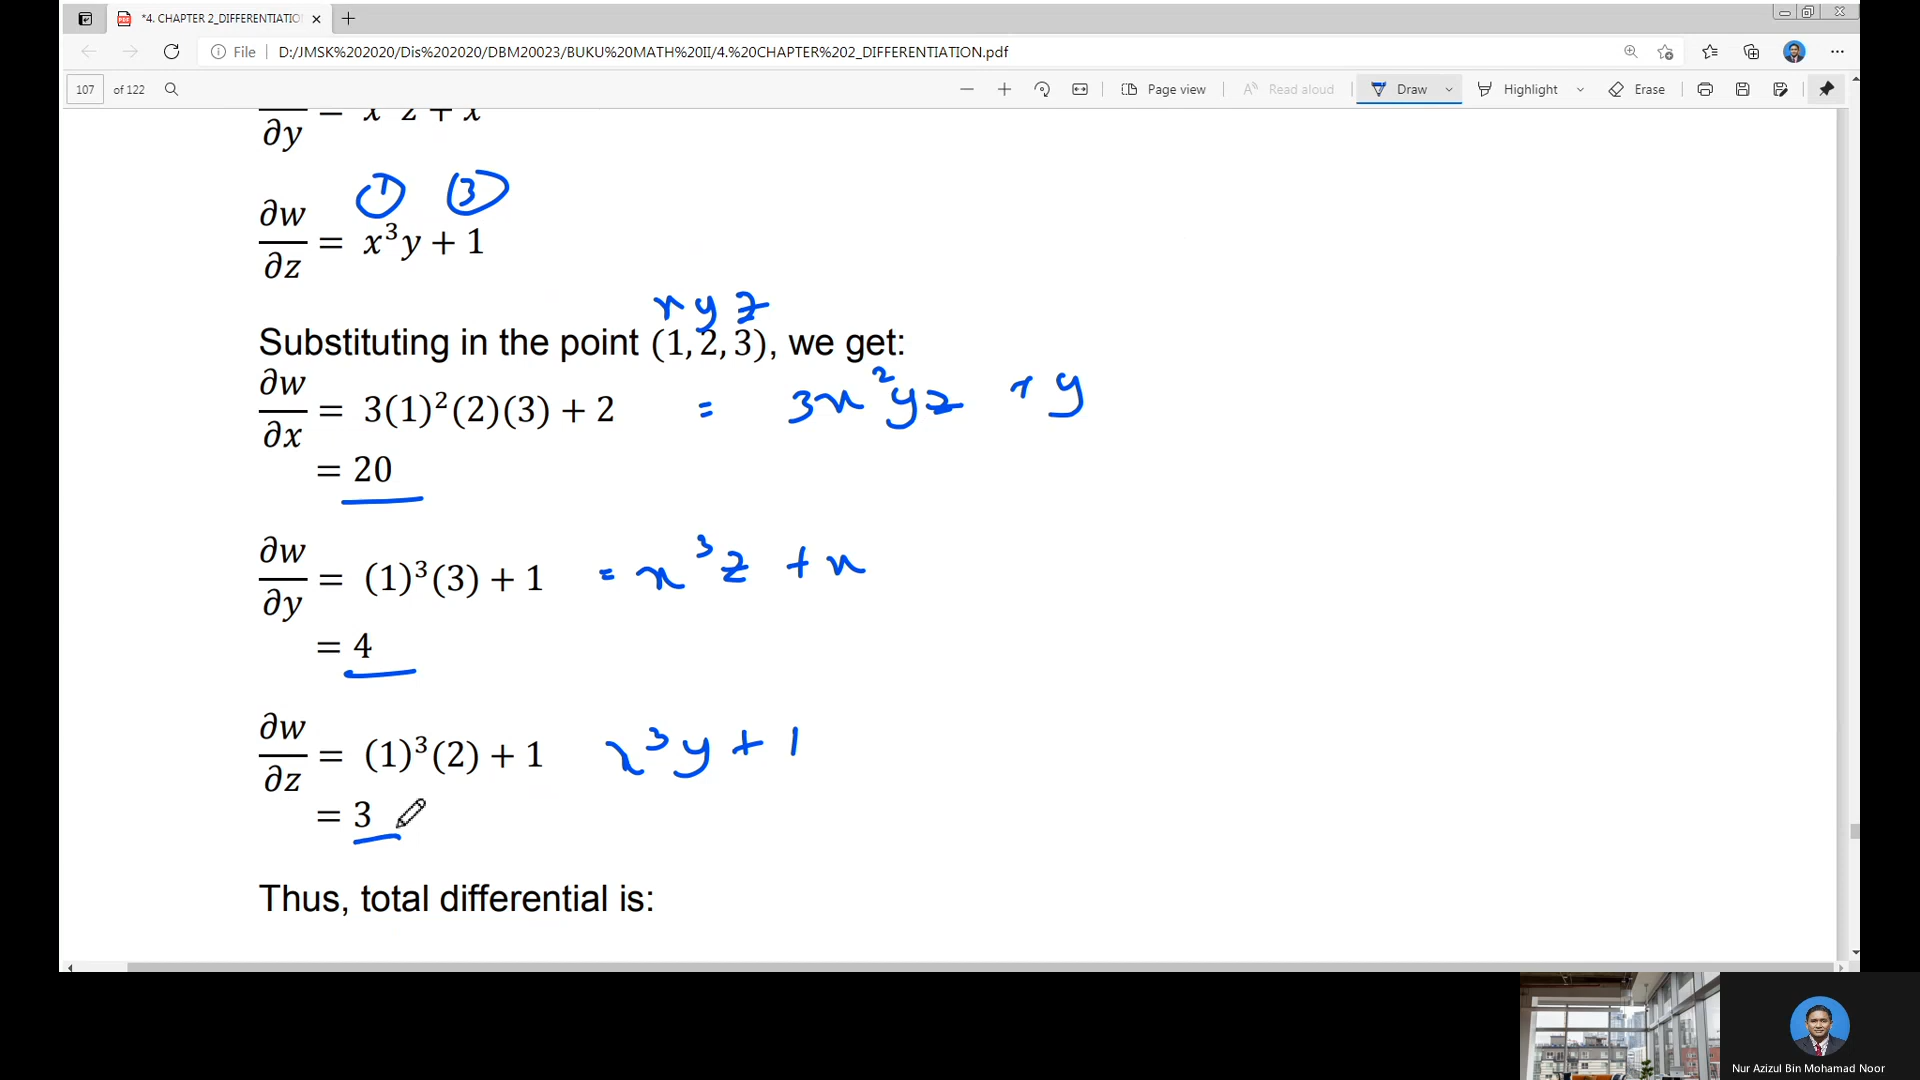 *4. CHAPTER 2_DIFFERENTIATIO
File | D:/JMSK%202020/Dis%202020/DBM20023/BUKU%20MATH%20II/4.%20CHAPTER%202_DIFFERENTIATION.pdf
107 of 122 Page view Read aloud Draw Highlight Erase
∂y
1 3
∂w/∂z = x³y + 1
x y z
Substituting in the point (1, 2, 3), we get:
∂w/∂x = 3(1)²(2)(3) + 2 = 3x²yz + y
= 20
∂w/∂y = (1)³(3) + 1 = x³z + x
= 4
∂w/∂z = (1)³(2) + 1 x³y + 1
= 3
Thus, total differential is:
Nur Azizul Bin Mohamad Noor